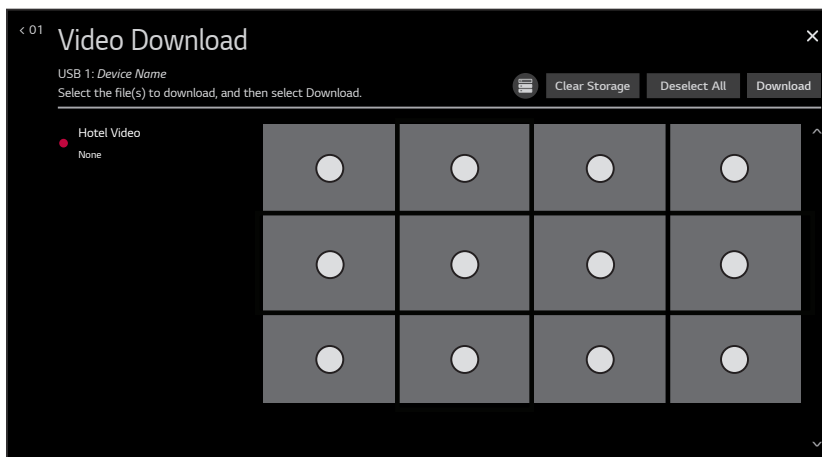 < 01
Video Download
USB 1: Device Name
Select the file(s) to download, and then select Download.
Clear Storage
Deselect All
Download
Hotel Video
None